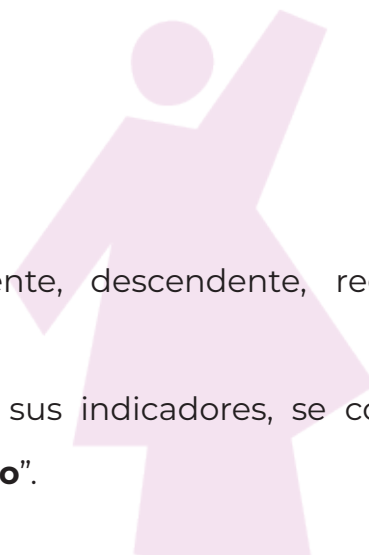 ente, descendente, re
sus indicadores, se co
o”.